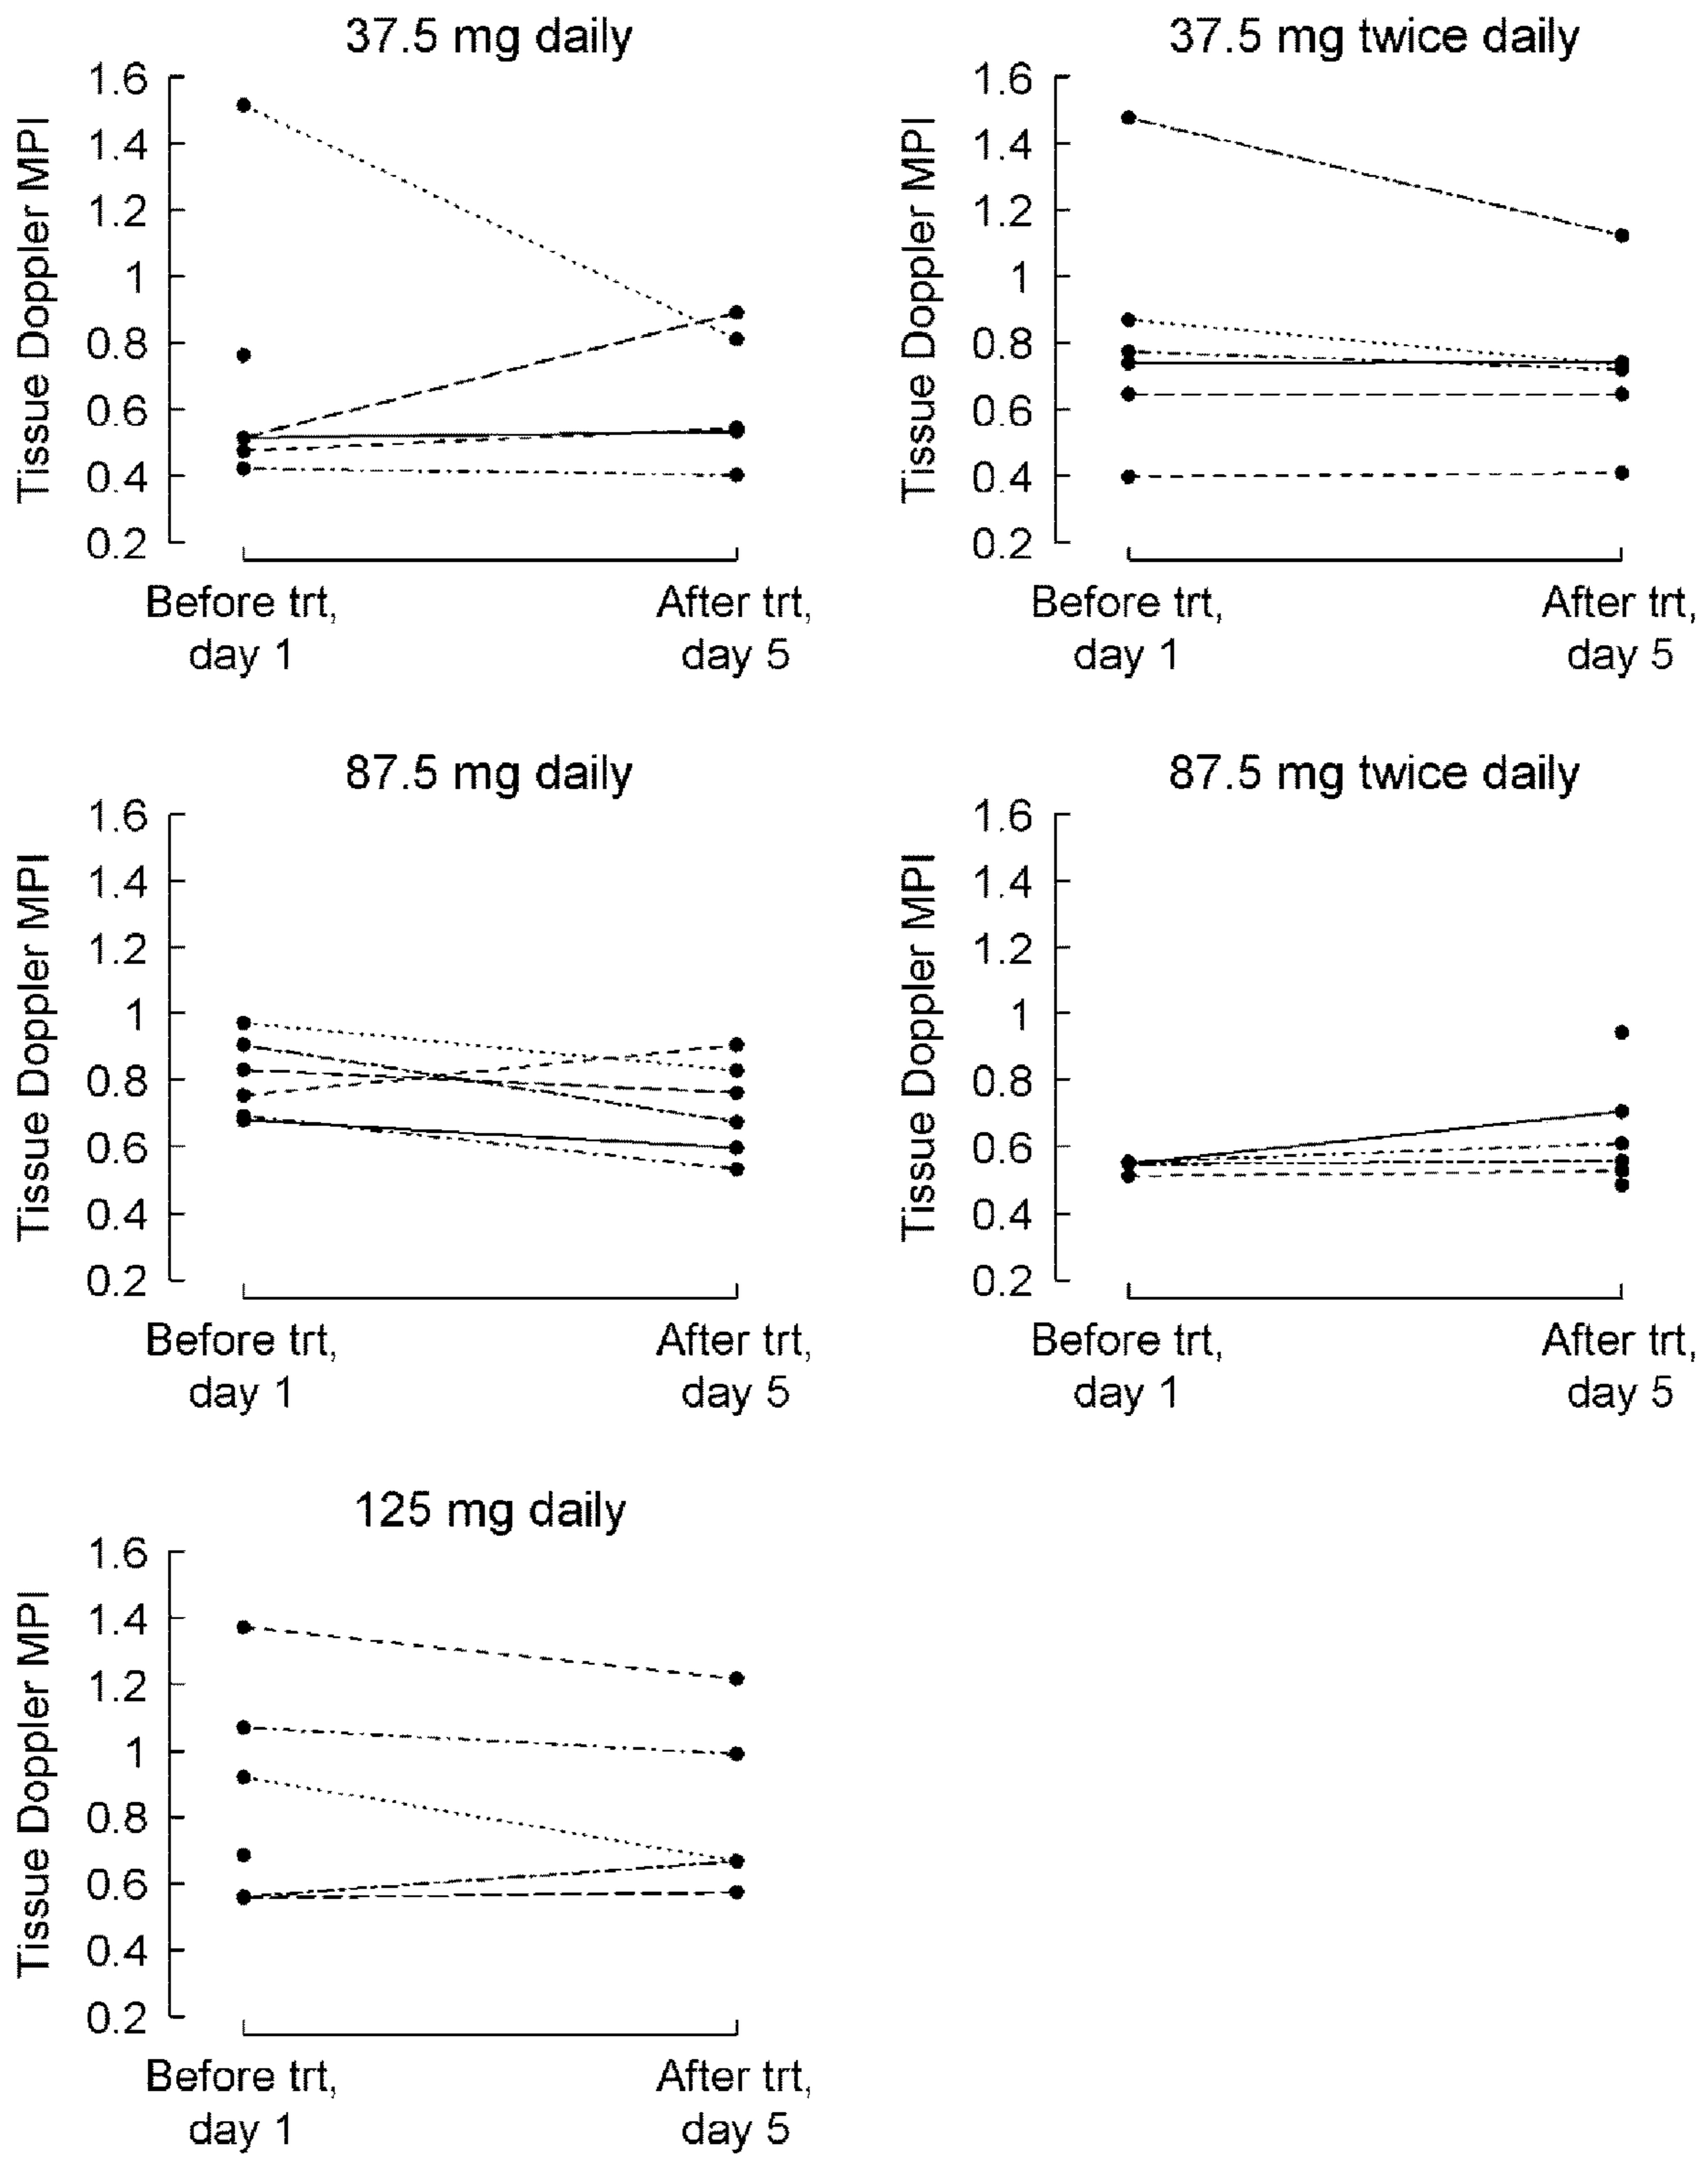 37.5 mg daily
Tissue Doppler MPI
1.6
1.4
1.2
1
0.8
0.6
0.4
0.2
Before trt,
day 1
After trt,
day 5
37.5 mg twice daily
Tissue Doppler MPI
1.6
1.4
1.2
1
0.8
0.6
0.4
0.2
Before trt,
day 1
After trt,
day 5
87.5 mg daily
Tissue Doppler MPI
1.6
1.4
1.2
1
0.8
0.6
0.4
0.2
Before trt,
day 1
After trt,
day 5
87.5 mg twice daily
Tissue Doppler MPI
1.6
1.4
1.2
1
0.8
0.6
0.4
0.2
Before trt,
day 1
After trt,
day 5
125 mg daily
Tissue Doppler MPI
1.6
1.4
1.2
1
0.8
0.6
0.4
0.2
Before trt,
day 1
After trt,
day 5